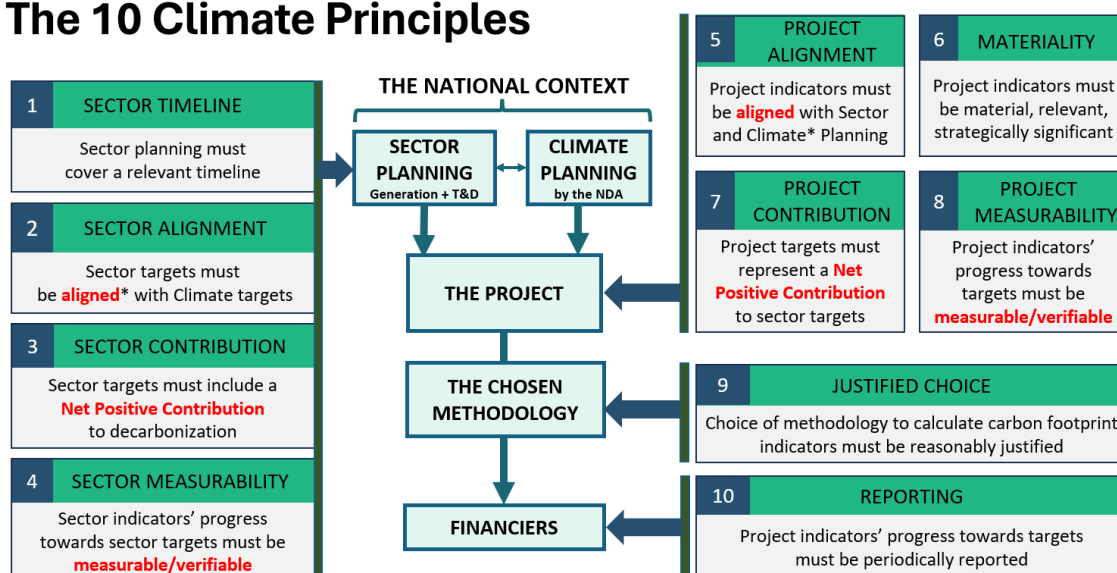 The 10 Climate Principles
1
SECTOR TIMELINE
Sector planning must
cover a relevant timeline
2
SECTOR ALIGNMENT
Sector targets must
be aligned* with Climate targets
3
SECTOR CONTRIBUTION
Sector targets must include a
Net Positive Contribution
to decarbonization
4
SECTOR MEASURABILITY
Sector indicators’ progress
towards sector targets must be
measurable/verifiable
THE NATIONAL CONTEXT
SECTOR
PLANNING
Generation + T&D
CLIMATE
PLANNING
by the NDA
THE PROJECT
THE CHOSEN
METHODOLOGY
FINANCIERS
5
PROJECT
ALIGNMENT
Project indicators must
be aligned with Sector
and Climate* Planning
6
MATERIALITY
Project indicators must
be material, relevant,
strategically significant
7
PROJECT
CONTRIBUTION
Project targets must
represent a Net
Positive Contribution
to sector targets
8
PROJECT
MEASURABILITY
Project indicators’
progress towards
targets must be
measurable/verifiable
9
JUSTIFIED CHOICE
Choice of methodology to calculate carbon footprint
indicators must be reasonably justified
10
REPORTING
Project indicators’ progress towards targets
must be periodically reported